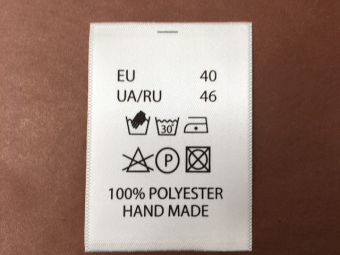 EU 40
UA/RU 46
30°
P
100% POLYESTER
HAND MADE